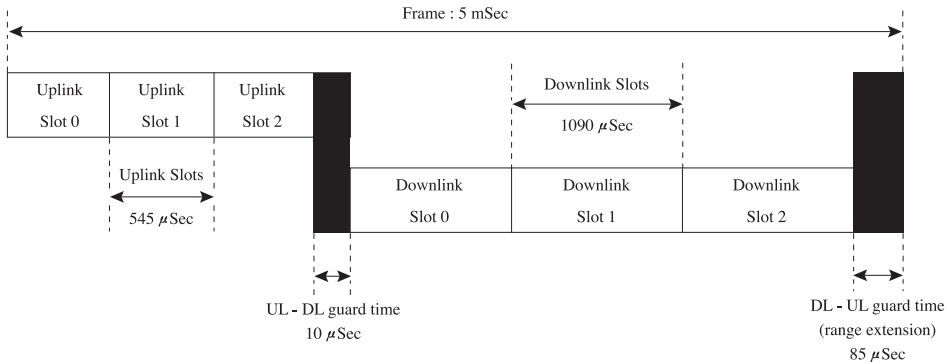 Frame : 5 mSec
Uplink
Slot 0
Uplink
Slot 1
Uplink
Slot 2
Downlink Slots
1090 μSec
Uplink Slots
545 μSec
Downlink
Slot 0
Downlink
Slot 1
Downlink
Slot 2
UL - DL guard time
10 μSec
DL - UL guard time
(range extension)
85 μSec